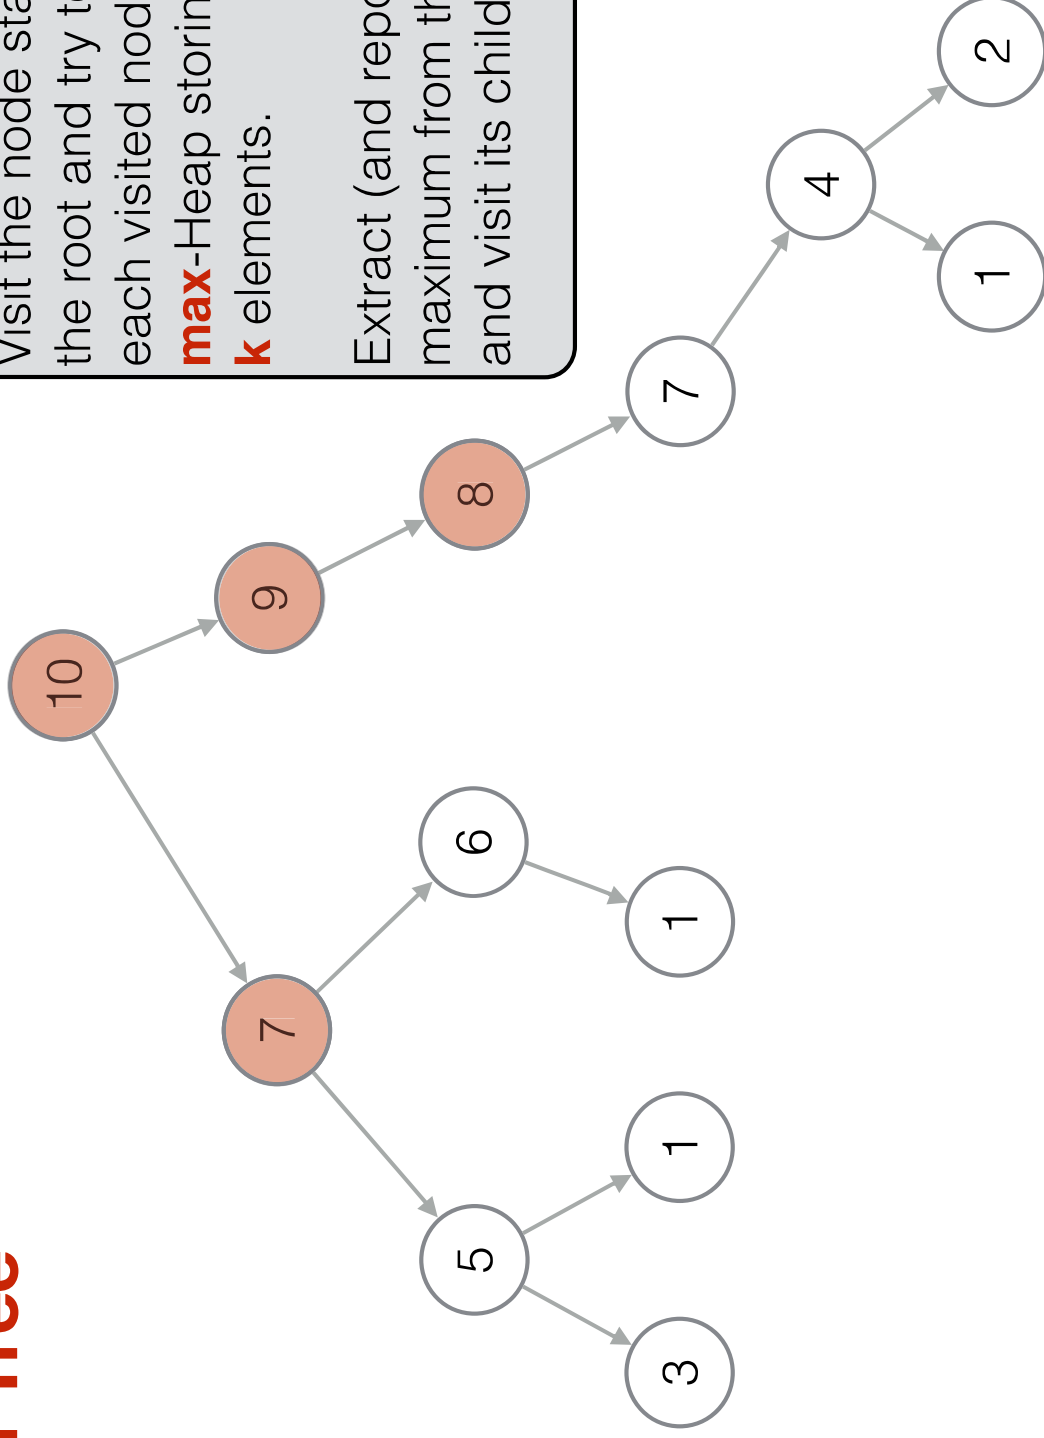 Tree
Visit the node sta
the root and try to
each visited nod
max-Heap storin
k elements.
Extract (and repo
maximum from th
and visit its child
10
7 9
5 6 8
3 1 1 7
4
1 2